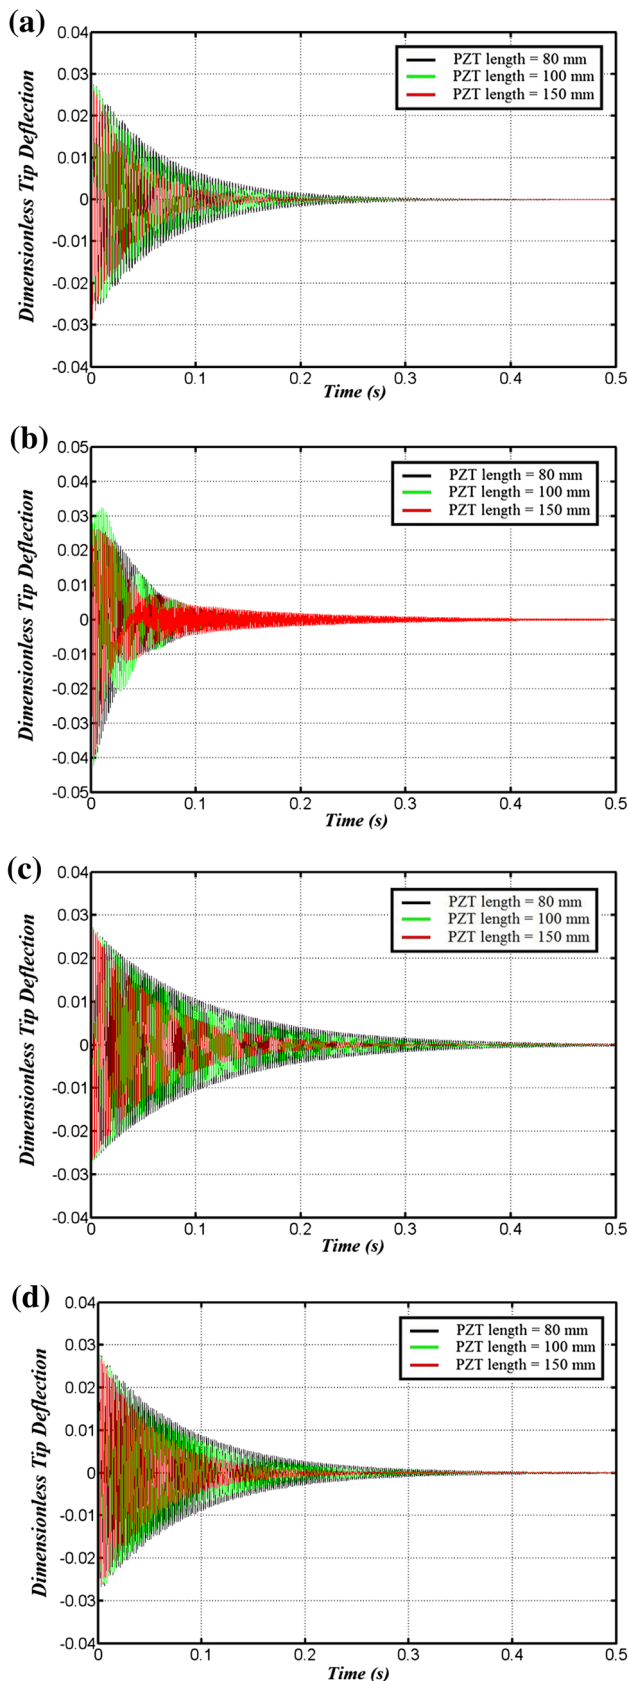 (a)
0.04
0.03
0.02
0.01
0
-0.01
-0.02
-0.03
-0.04
Dimensionless Tip Deflection
PZT length = 80 mm
PZT length = 100 mm
PZT length = 150 mm
0 0.1 0.2 0.3 0.4 0.5
Time (s)
(b)
0.05
0.04
0.03
0.02
0.01
0
-0.01
-0.02
-0.03
-0.04
-0.05
Dimensionless Tip Deflection
PZT length = 80 mm
PZT length = 100 mm
PZT length = 150 mm
0 0.1 0.2 0.3 0.4 0.5
Time (s)
(c)
0.04
0.03
0.02
0.01
0
-0.01
-0.02
-0.03
-0.04
Dimensionless Tip Deflection
PZT length = 80 mm
PZT length = 100 mm
PZT length = 150 mm
0 0.1 0.2 0.3 0.4 0.5
Time (s)
(d)
0.04
0.03
0.02
0.01
0
-0.01
-0.02
-0.03
-0.04
Dimensionless Tip Deflection
PZT length = 80 mm
PZT length = 100 mm
PZT length = 150 mm
0 0.1 0.2 0.3 0.4 0.5
Time (s)